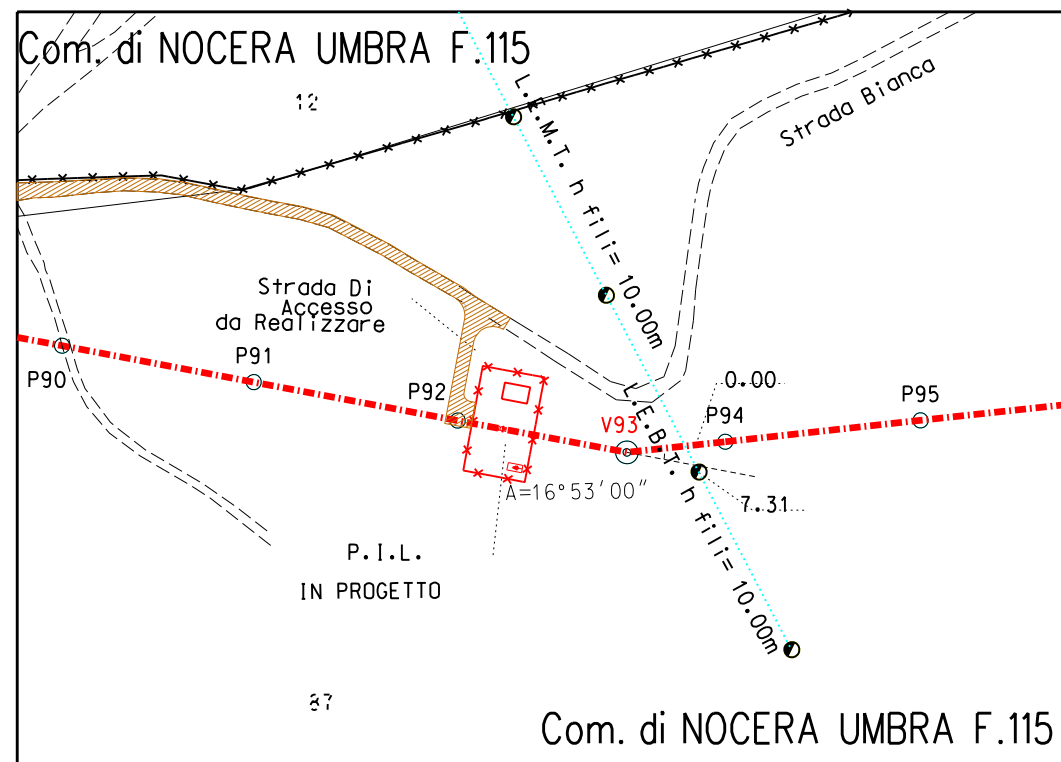 Com. di NOCERA UMBRA F.115
12
L.E.M.T. h fili= 10.00m
Strada Bianca
Strada Di
Accesso
da Realizzare
P90
P91
P92
V93
0.00
P94
P95
L.E.B.T. h fili= 10.00m
A=16°53'00"
7.31
P.I.L.
IN PROGETTO
Com. di NOCERA UMBRA F.115